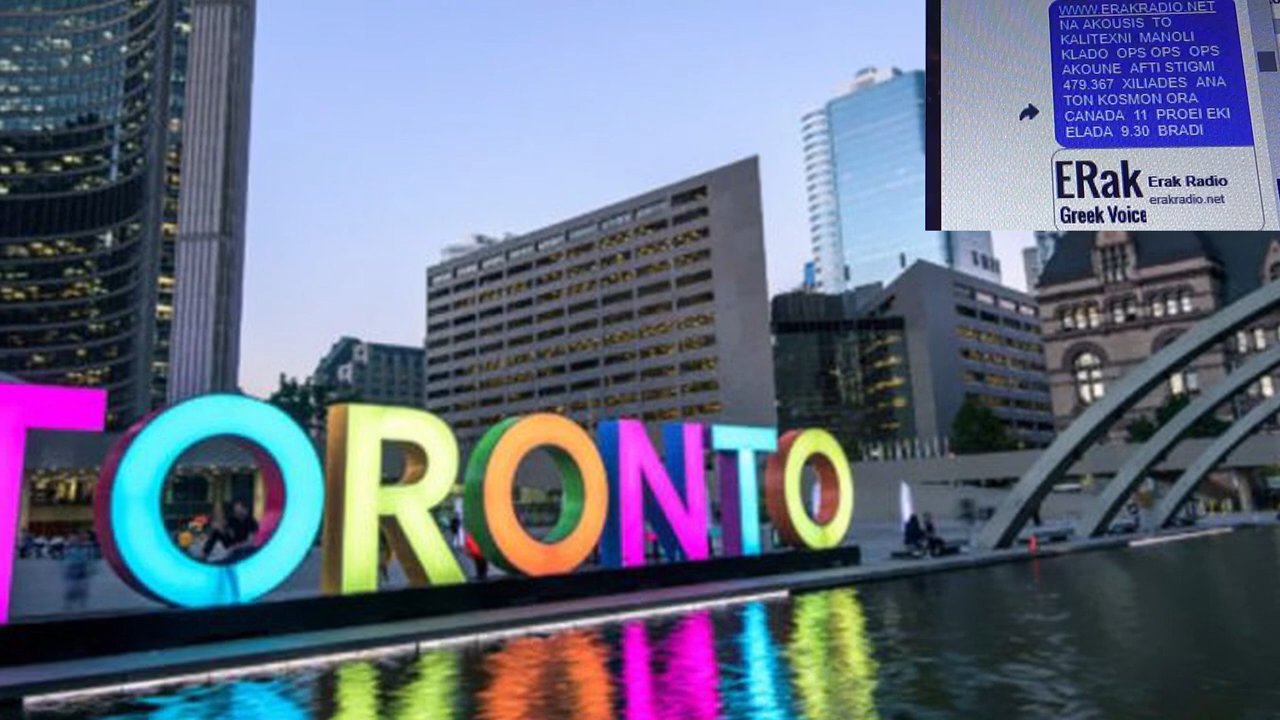 WWW.ERAKRADIO.NET
NA AKOUSIS TO
KALITEXNI MANOLI
KLADO OPS OPS OPS
AKOUNE AFTI STIGMI
479.367 XILIADES ANA
TON KOSMON ORA
CANADA 11 PROEI EKI
ELADA 9.30 BRADI
ERak
Greek Voice
Erak Radio
erakradio.net
TORONTO